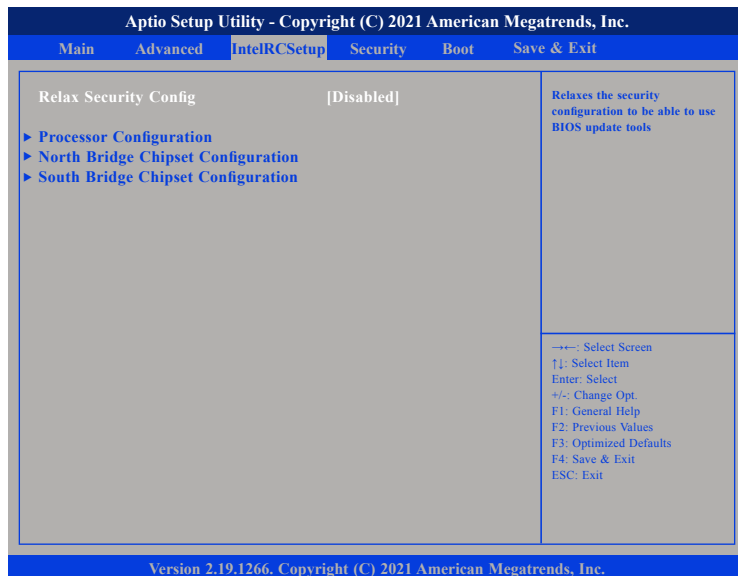 Aptio Setup Utility - Copyright (C) 2021 American Megatrends, Inc.
Main Advanced IntelRCSetup Security Boot Save & Exit
Relax Security Config [Disabled]
▶ Processor Configuration
▶ North Bridge Chipset Configuration
▶ South Bridge Chipset Configuration
Relaxes the security
configuration to be able to use
BIOS update tools
→←: Select Screen
↑↓: Select Item
Enter: Select
+/-: Change Opt.
F1: General Help
F2: Previous Values
F3: Optimized Defaults
F4: Save & Exit
ESC: Exit
Version 2.19.1266. Copyright (C) 2021 American Megatrends, Inc.